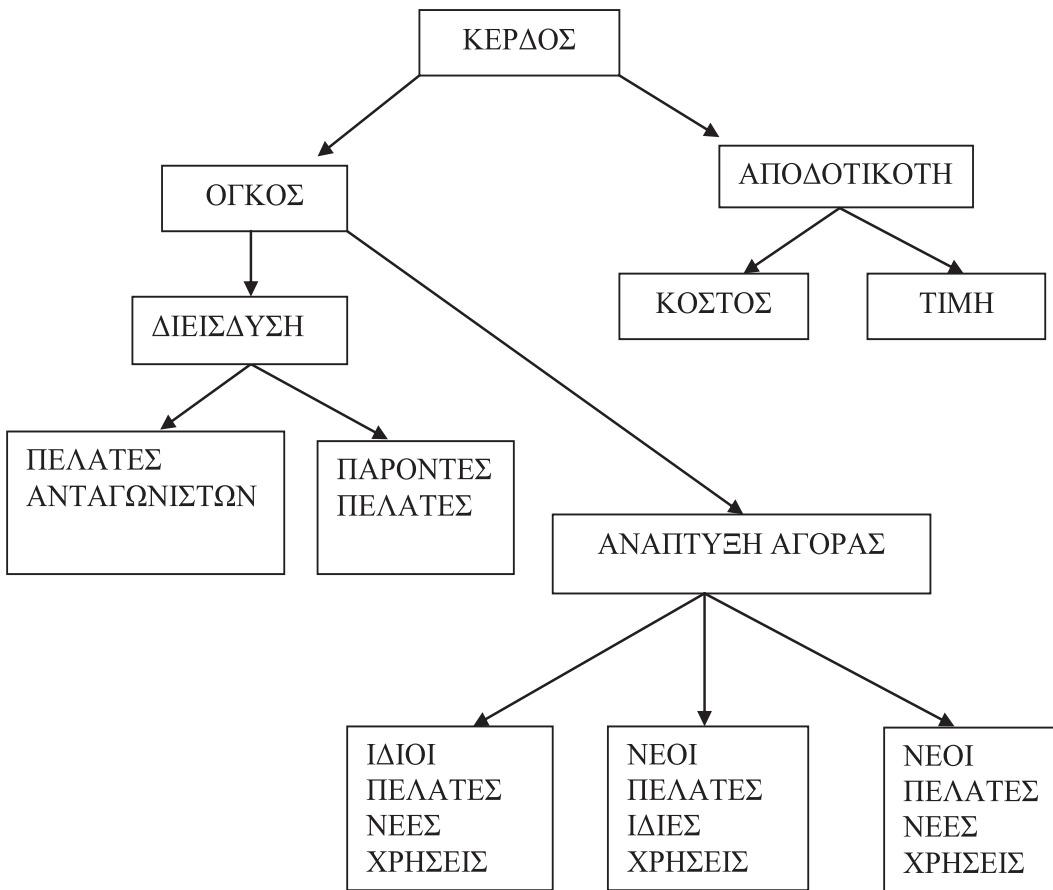 ΚΕΡΔΟΣ
ΟΓΚΟΣ
ΑΠΟΔΟΤΙΚΟΤΗ
ΚΟΣΤΟΣ
ΤΙΜΗ
ΔΙΕΙΣΔΥΣΗ
ΠΕΛΑΤΕΣ
ΑΝΤΑΓΩΝΙΣΤΩΝ
ΠΑΡΟΝΤΕΣ
ΠΕΛΑΤΕΣ
ΑΝΑΠΤΥΞΗ ΑΓΟΡΑΣ
ΙΔΙΟΙ
ΠΕΛΑΤΕΣ
ΝΕΕΣ
ΧΡΗΣΕΙΣ
ΝΕΟΙ
ΠΕΛΑΤΕΣ
ΙΔΙΕΣ
ΧΡΗΣΕΙΣ
ΝΕΟΙ
ΠΕΛΑΤΕΣ
ΝΕΕΣ
ΧΡΗΣΕΙΣ